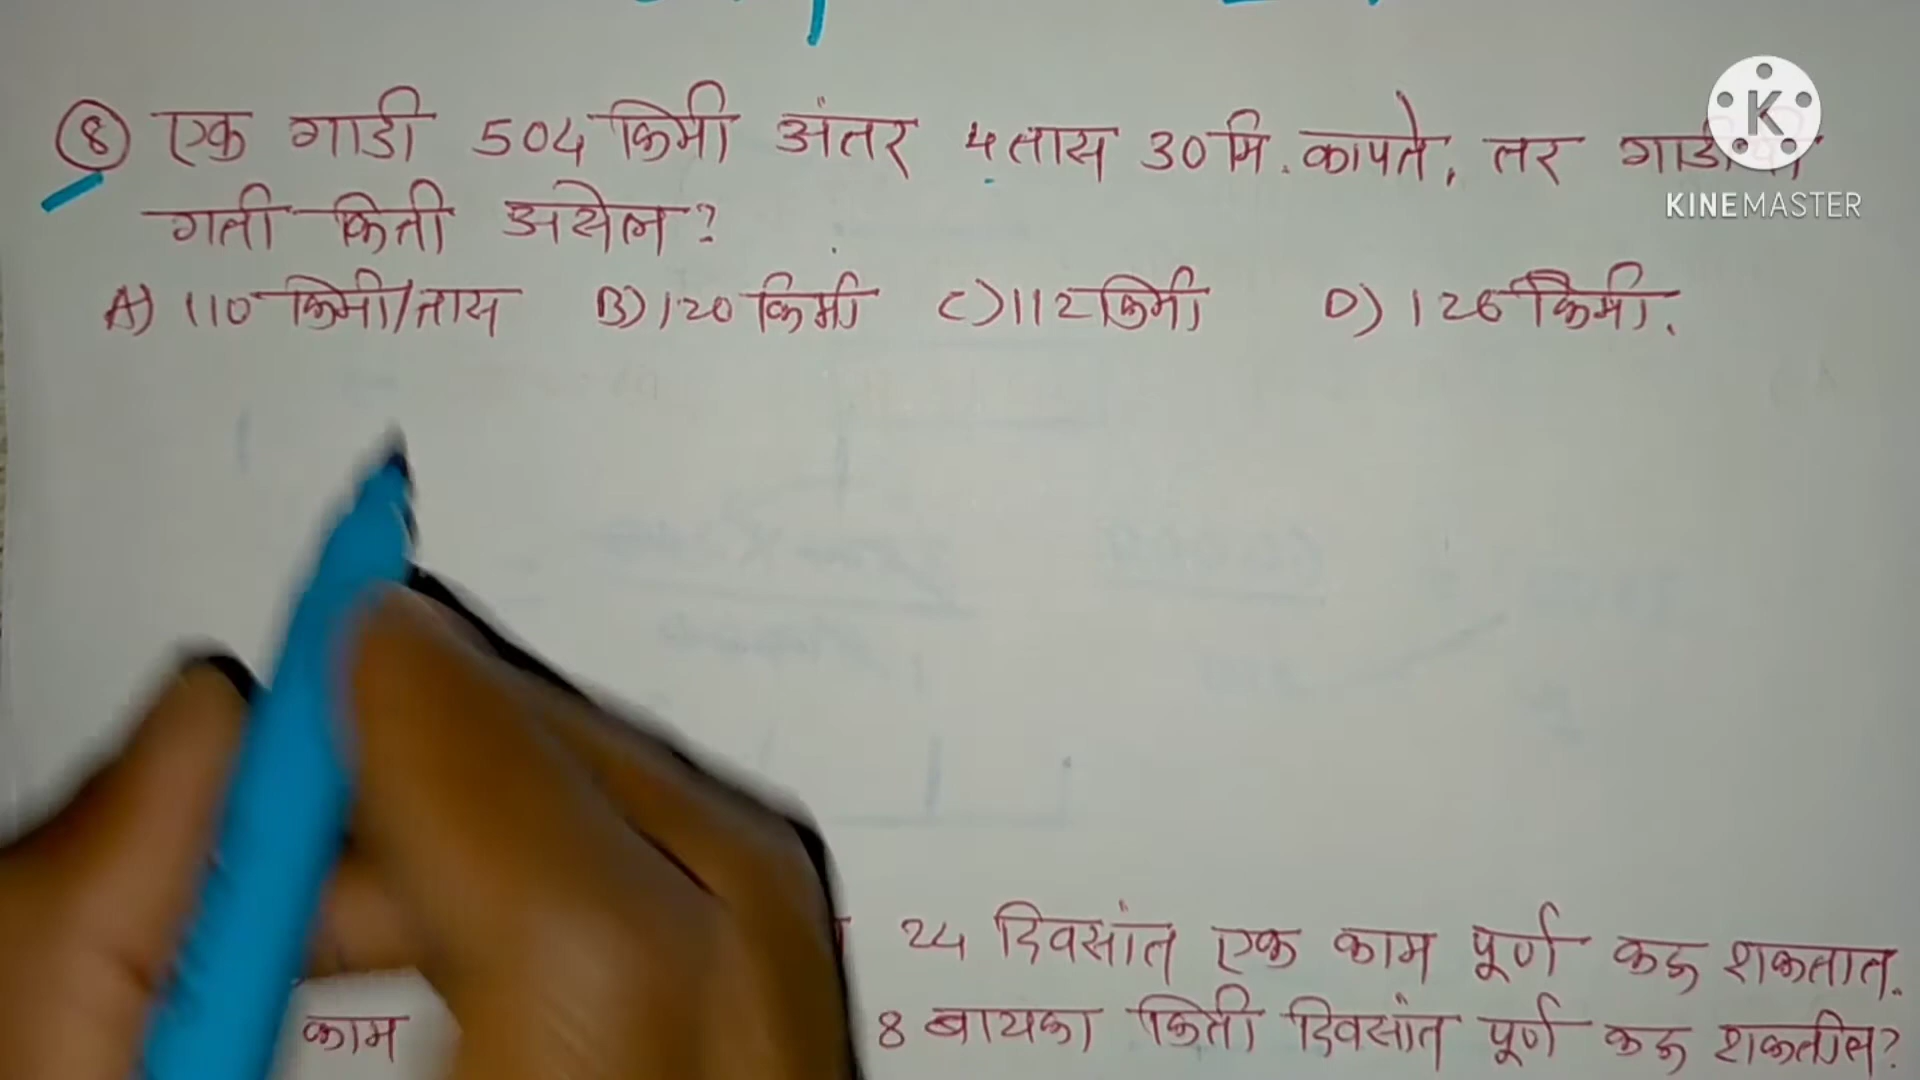 8 एक गाडी 504 किमी अंतर 4 तास 30 मि. कापते, तर
गती किती असेल?
A) 110 किमी/तास B) 120 किमी C) 112 किमी D) 126 किमी.
24 दिवसांत एक काम पूर्ण करू शकतात.
काम 8 बायका किती दिवसांत पूर्ण करू शकतील?
K
KINEMASTER